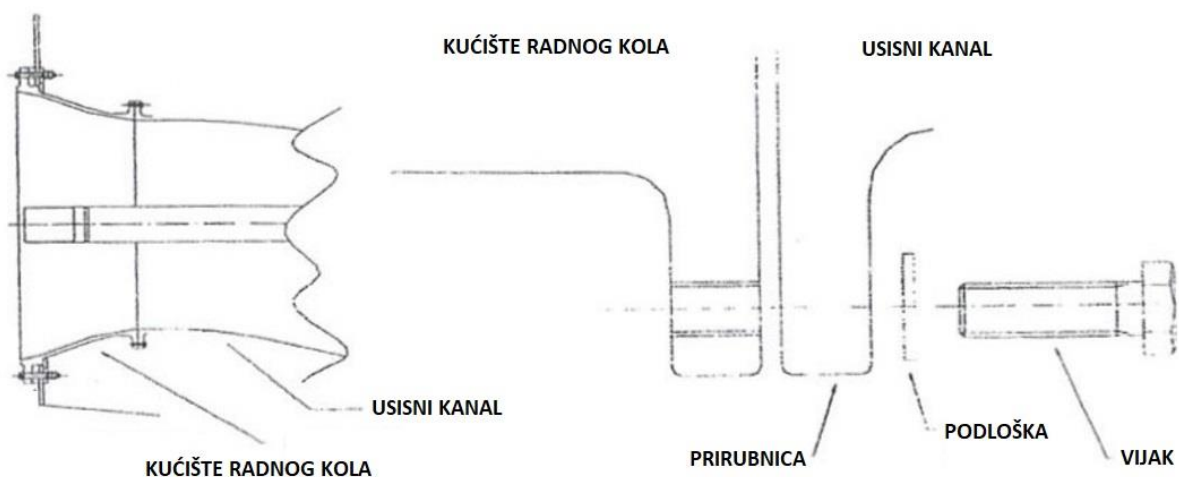 KUĆIŠTE RADNOG KOLA
USISNI KANAL
USISNI KANAL
KUĆIŠTE RADNOG KOLA
PRIRUBNICA
PODLOŠKA
VIJAK